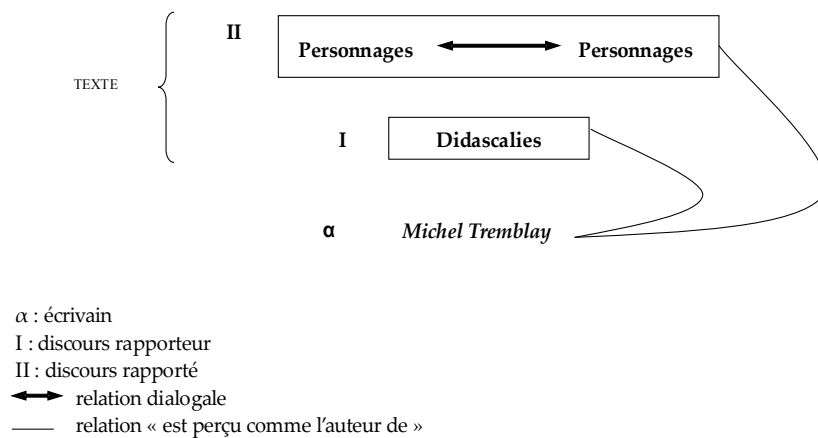 II
Personnages Personnages
TEXTE
I Didascalies
α Michel Tremblay
α : écrivain
I : discours rapporteur
II : discours rapporté
relation dialogale
relation « est perçu comme l’auteur de »